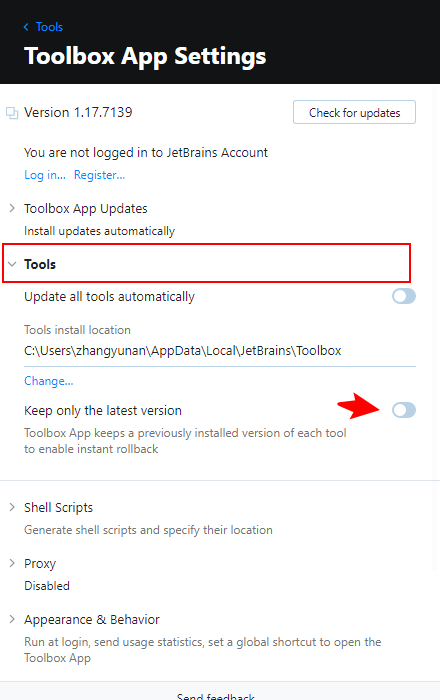 Tools
Toolbox App Settings
Version 1.17.7139
Check for updates
You are not logged in to JetBrains Account
Log in... Register...
Toolbox App Updates
Install updates automatically
Tools
Update all tools automatically
Tools install location
C:\Users\zhangyunan\AppData\Local\JetBrains\Toolbox
Change...
Keep only the latest version
Toolbox App keeps a previously installed version of each tool
to enable instant rollback
Shell Scripts
Generate shell scripts and specify their location
Proxy
Disabled
Appearance & Behavior
Run at login, send usage statistics, set a global shortcut to open the
Toolbox App
Send feedback